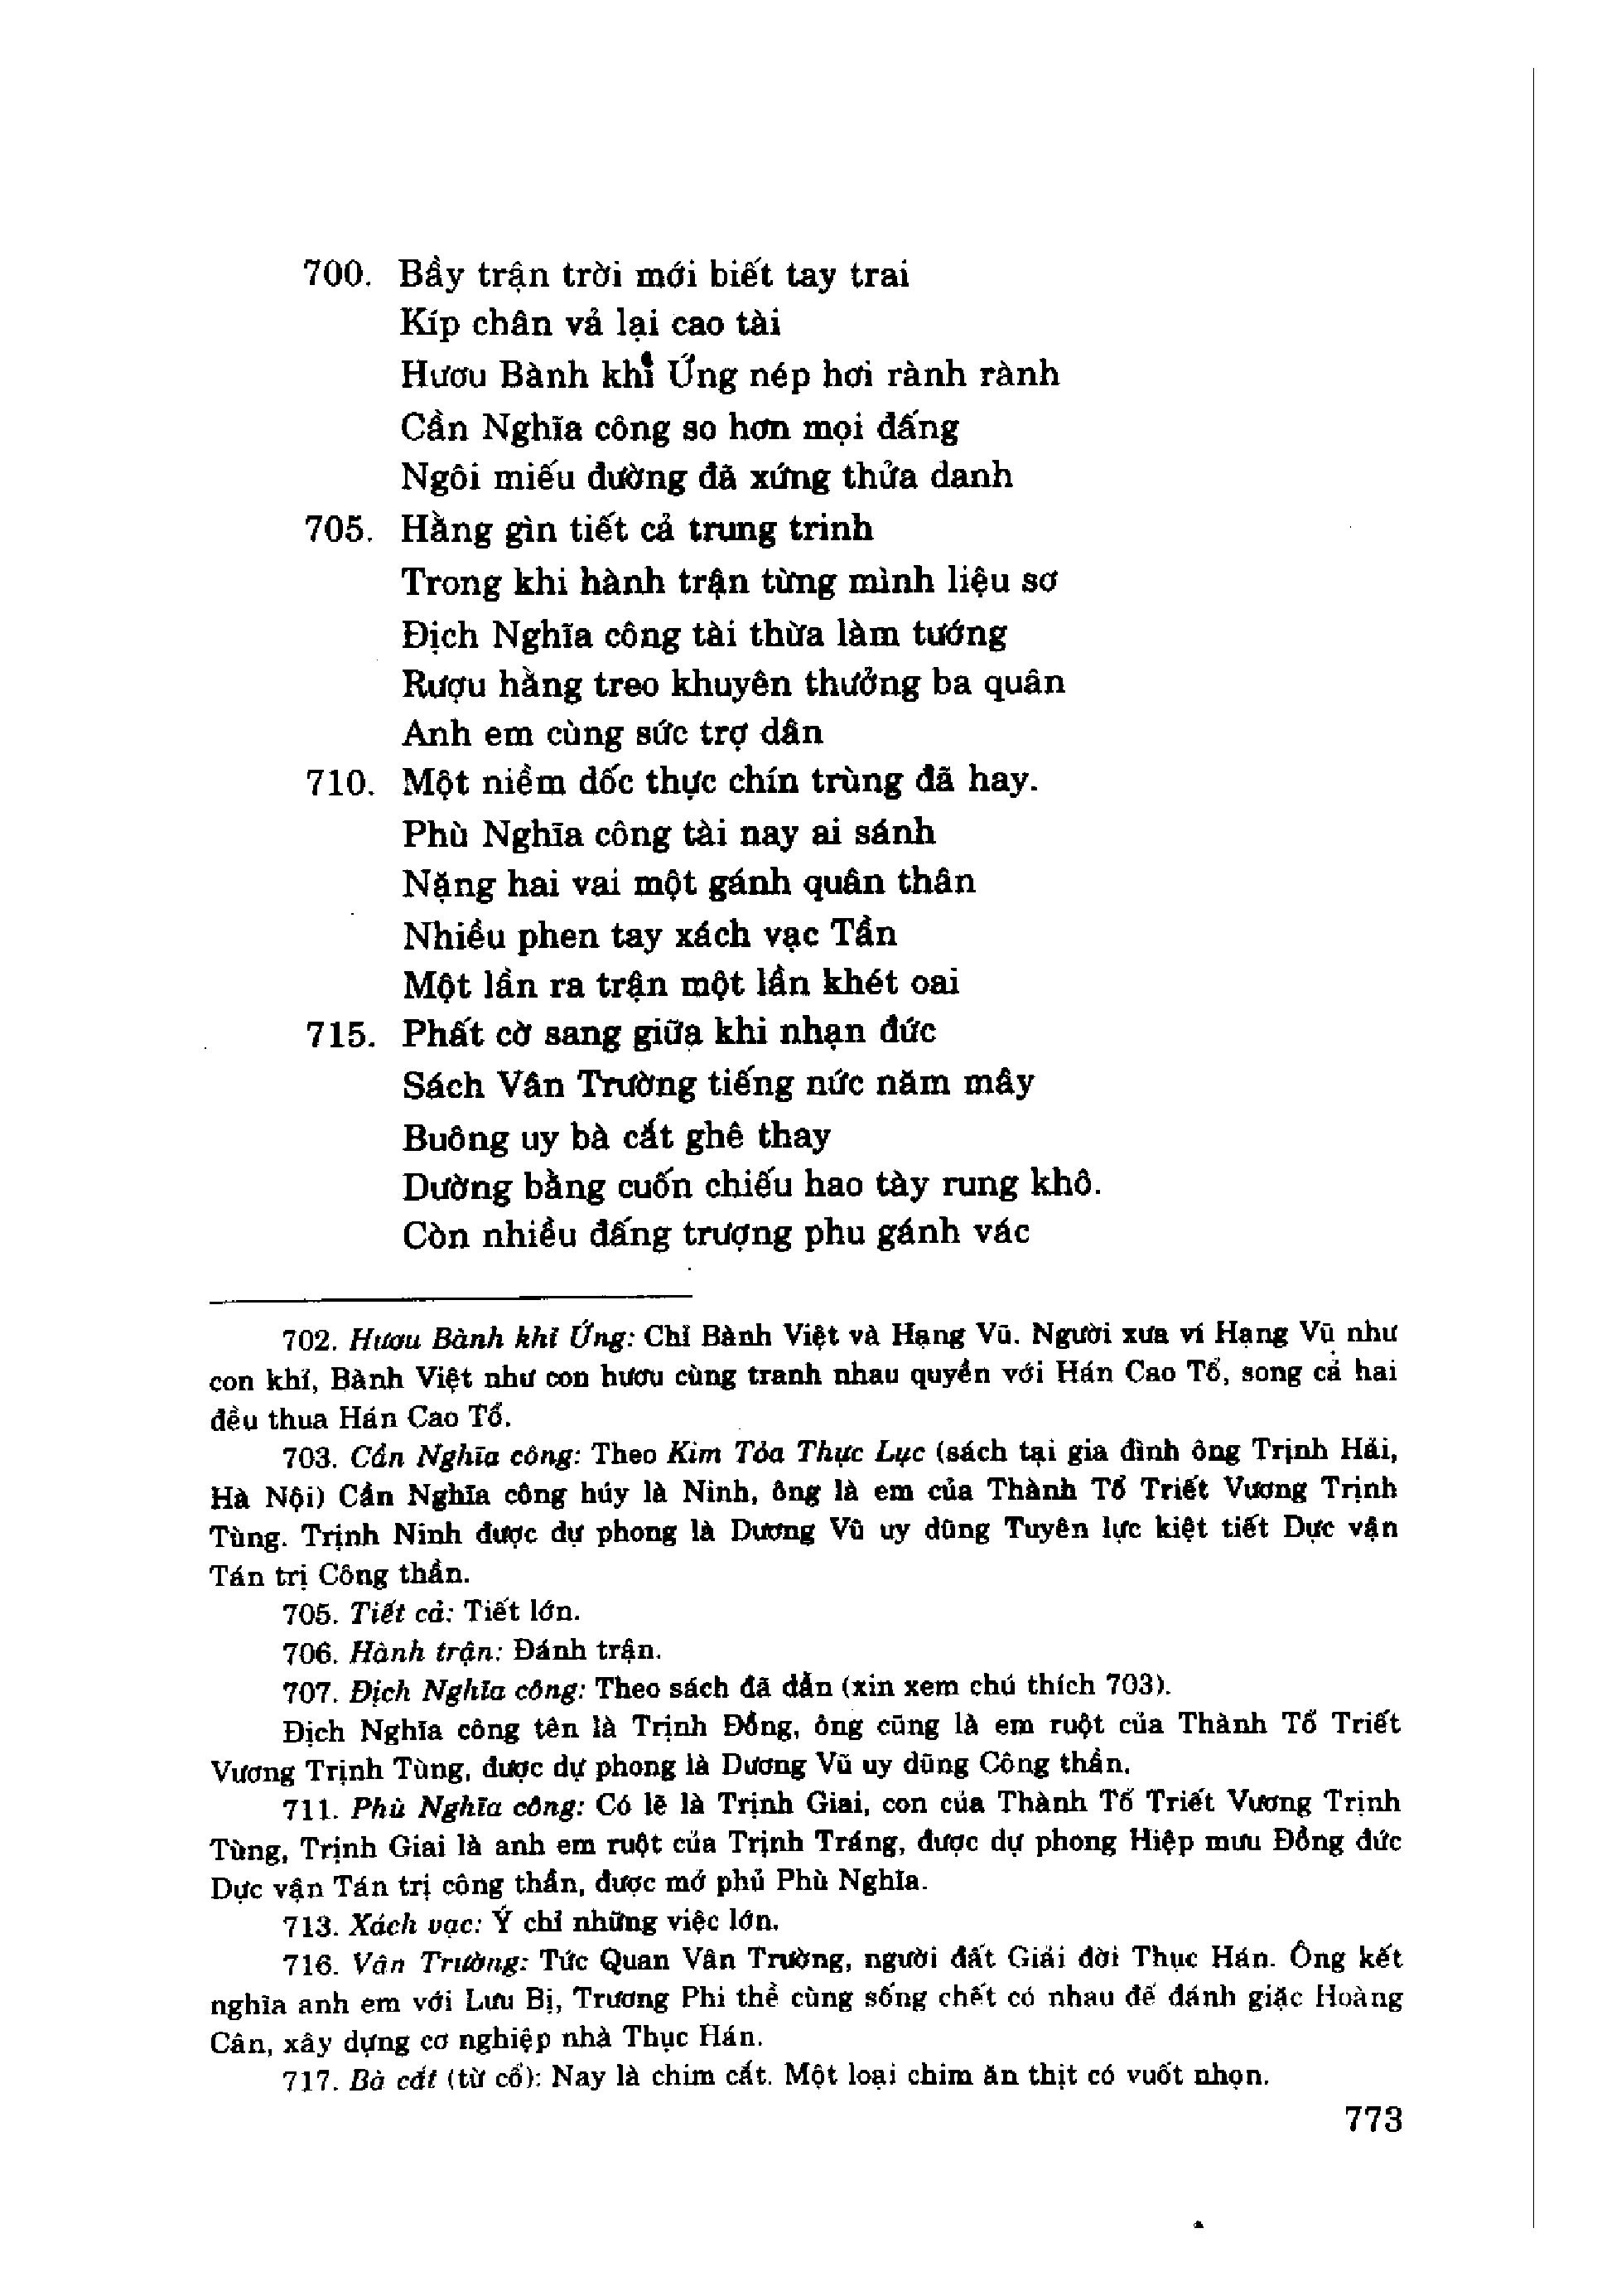 700. Bầy trận trời mới biết tay trai
Kíp chân vả lại cao tài
Hươu Bành khỉ Ứng nép hơi rành rành
Cần Nghĩa công so hơn mọi đấng
Ngôi miếu đường đã xứng thửa danh
705. Hằng gìn tiết cả trung trinh
Trong khi hành trận từng mình liệu sơ
Địch Nghĩa công tài thừa làm tướng
Rượu hằng treo khuyên thưởng ba quân
Anh em cùng sức trợ dân
710. Một niềm dốc thực chín trùng đã hay.
Phù Nghĩa công tài nay ai sánh
Nặng hai vai một gánh quân thân
Nhiều phen tay xách vạc Tần
Một lần ra trận một lần khét oai
715. Phất cờ sang giữa khi nhạn đức
Sách Vân Trường tiếng nức năm mây
Buông uy bà cắt ghê thay
Dường bằng cuốn chiếu hao tày rung khô.
Còn nhiều đấng trượng phu gánh vác
702. Hươu Bành khỉ Ứng: Chỉ Bành Việt và Hạng Vũ. Người xưa ví Hạng Vũ như
con khỉ, Bành Việt như con hươu cùng tranh nhau quyền với Hán Cao Tổ, song cả hai
đều thua Hán Cao Tổ.
703. Cần Nghĩa công: Theo Kim Tỏa Thực Lục (sách tại gia đình ông Trịnh Hải,
Hà Nội) Cần Nghĩa công húy là Ninh, ông là em của Thành Tổ Triết Vương Trịnh
Tùng. Trịnh Ninh được dự phong là Dương Vũ uy dũng Tuyên lực kiệt tiết Dực vận
Tán trị Công thần.
705. Tiết cả: Tiết lớn.
706. Hành trận: Đánh trận.
707. Địch Nghĩa công: Theo sách đã dẫn (xin xem chú thích 703).
Địch Nghĩa công tên là Trịnh Đồng, ông cũng là em ruột của Thành Tổ Triết
Vương Trịnh Tùng, được dự phong là Dương Vũ uy dũng Công thần.
711. Phù Nghĩa công: Có lẽ là Trịnh Giai, con của Thành Tổ Triết Vương Trịnh
Tùng, Trịnh Giai là anh em ruột của Trịnh Tráng, được dự phong Hiệp mưu Đồng đức
Dực vận Tán trị công thần, được mở phủ Phù Nghĩa.
713. Xách vạc: Ý chỉ những việc lớn.
716. Vân Trường: Tức Quan Vân Trường, người đất Giải đời Thục Hán. Ông kết
nghĩa anh em với Lưu Bị, Trương Phi thề cùng sống chết có nhau để đánh giặc Hoàng
Cân, xây dựng cơ nghiệp nhà Thục Hán.
717. Bà cắt (từ cổ): Nay là chim cắt. Một loại chim ăn thịt có vuốt nhọn.
773